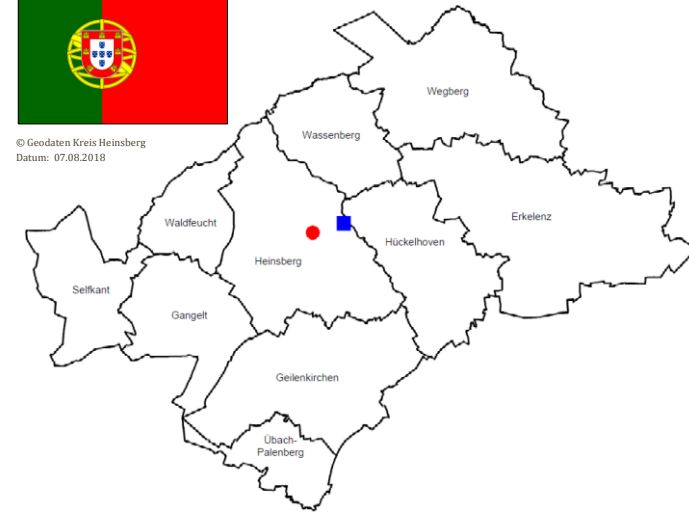 © Geodaten Kreis Heinsberg
Datum: 07.08.2018
Wegberg
Wassenberg
Erkelenz
Waldfeucht
Hückelhoven
Heinsberg
Selfkant
Gangelt
Geilenkirchen
Übach-
Palenberg